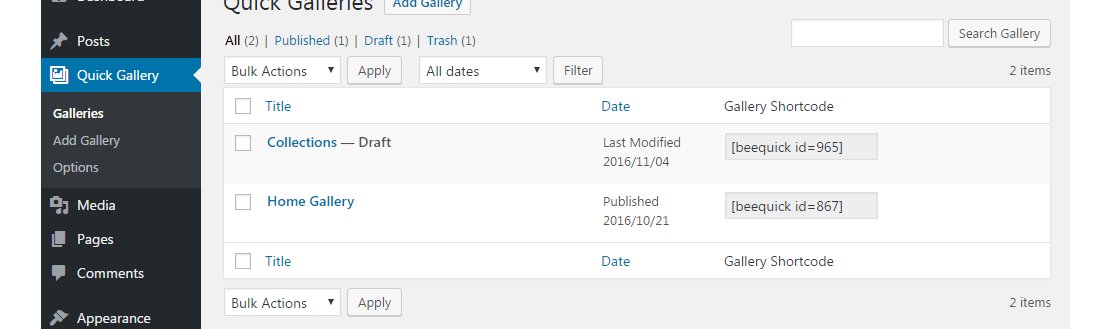 Dashboard
Quick Galleries Add Gallery
Posts
All (2) | Published (1) | Draft (1) | Trash (1)
Search Gallery
Quick Gallery
Bulk Actions Apply All dates Filter 2 items
Galleries
Add Gallery
Options
Title Date Gallery Shortcode
Collections — Draft Last Modified [beequick id=965]
2016/11/04
Home Gallery Published [beequick id=867]
2016/10/21
Media
Pages
Comments
Title Date Gallery Shortcode
Appearance
Bulk Actions Apply 2 items